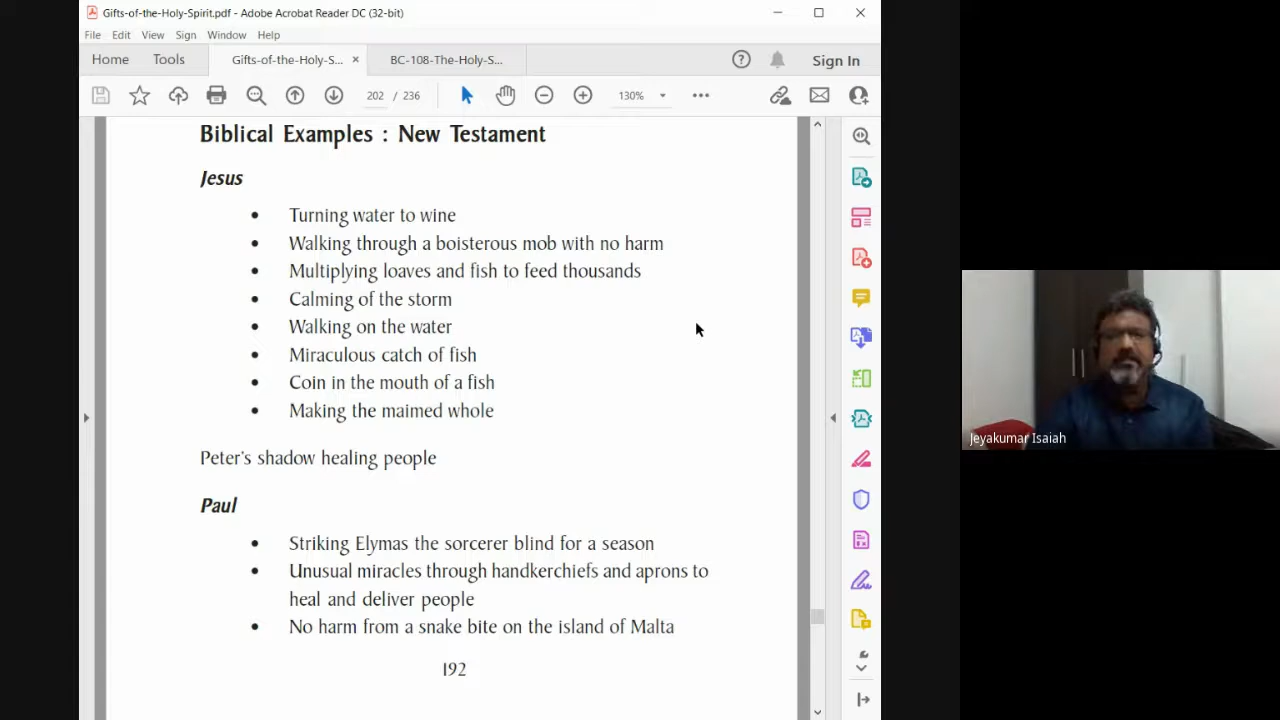 Gifts-of-the-Holy-Spirit.pdf - Adobe Acrobat Reader DC (32-bit)
File Edit View Sign Window Help
Home Tools Gifts-of-the-Holy-S... × BC-108-The-Holy-S... Sign In
202 / 236 130%
Biblical Examples : New Testament
Jesus
• Turning water to wine
• Walking through a boisterous mob with no harm
• Multiplying loaves and fish to feed thousands
• Calming of the storm
• Walking on the water
• Miraculous catch of fish
• Coin in the mouth of a fish
• Making the maimed whole
Peter's shadow healing people
Paul
• Striking Elymas the sorcerer blind for a season
• Unusual miracles through handkerchiefs and aprons to
heal and deliver people
• No harm from a snake bite on the island of Malta
192
Jeyakumar Isaiah